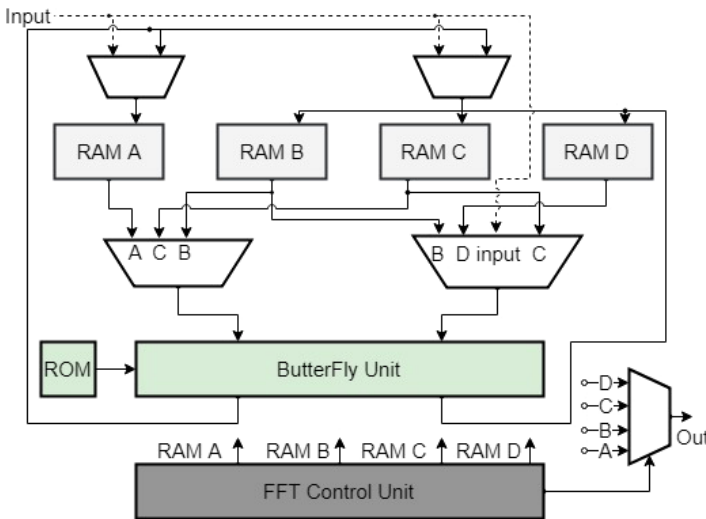 Input
RAM A
RAM B
RAM C
RAM D
A C B
B D input C
ROM
ButterFly Unit
D
C
B
A
Out
RAM A
RAM B
RAM C
RAM D
FFT Control Unit